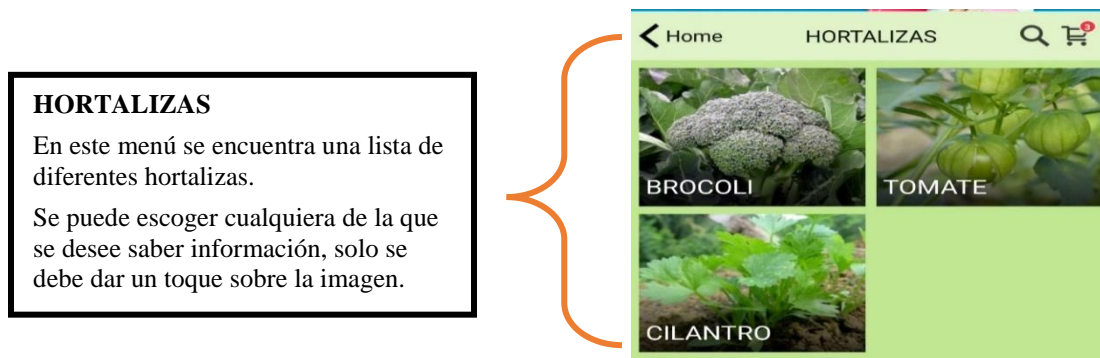 HORTALIZAS
En este menú se encuentra una lista de
diferentes hortalizas.
Se puede escoger cualquiera de la que
se desee saber información, solo se
debe dar un toque sobre la imagen.
Home HORTALIZAS 3
BROCOLI TOMATE
CILANTRO